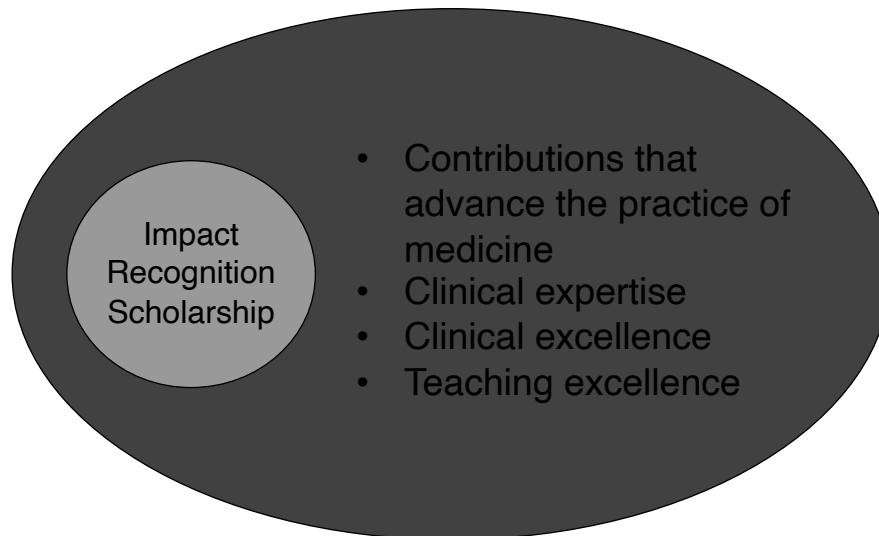 Impact
Recognition
Scholarship
• Contributions that
advance the practice of
medicine
• Clinical expertise
• Clinical excellence
• Teaching excellence